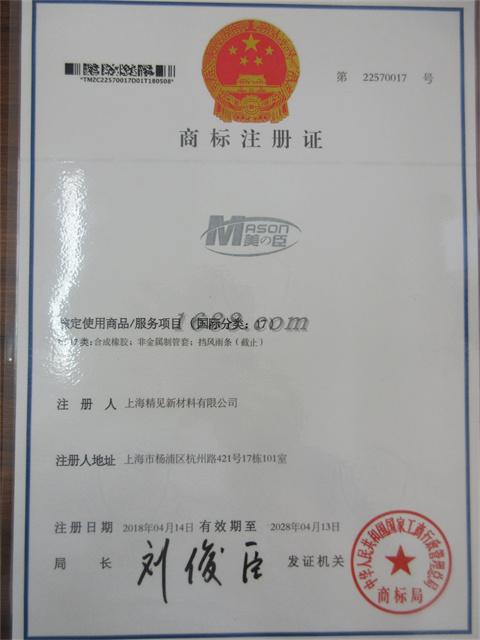 *TMZC22570017D01T180508*
第 22570017 号
商标注册证
MASON
美の臣
核定使用商品/服务项目（国际分类：17）
1688.com
第17类：合成橡胶；非金属制管套；挡风雨条（截止）
注 册 人 上海精见新材料有限公司
注册人地址 上海市杨浦区杭州路421号17栋101室
注册日期 2018年04月14日 有效期至 2028年04月13日
局 长 刘俊臣 发证机关
中华人民共和国国家工商行政管理总局
商标局